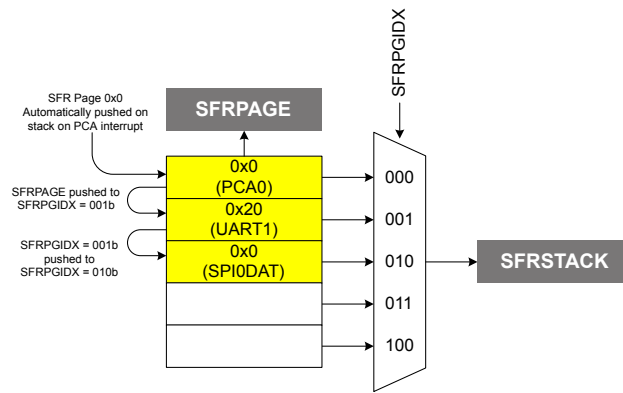 SFRPGIDX
SFR Page 0x0
Automatically pushed on
stack on PCA interrupt
SFRPAGE
0x0
(PCA0)
000
SFRPAGE pushed to
SFRPGIDX = 001b
0x20
(UART1)
001
SFRPGIDX = 001b
pushed to
SFRPGIDX = 010b
0x0
(SPI0DAT)
010
SFRSTACK
011
100